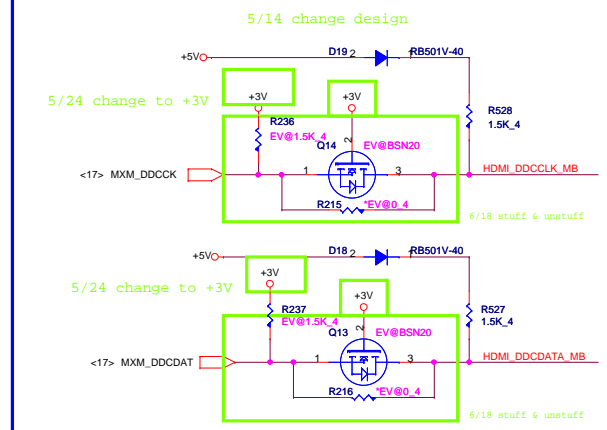 5/14 change design
D19 2 1 RB501V-40
+5V
+3V +3V
5/24 change to +3V
R528
1.5K_4
R236
EV@1.5K_4
2
Q14 EV@BSN20
<17> MXM_DDCCK 1 3 HDMI_DDCCLK_MB
R215 *EV@0_4
6/18 stuff & unstuff
D18 2 1 RB501V-40
+5V
+3V
5/24 change to +3V
+3V
R237
EV@1.5K_4
R527
1.5K_4
2
Q13 EV@BSN20
<17> MXM_DDCDAT 1 3 HDMI_DDCDATA_MB
R216 *EV@0_4
6/18 stuff & unstuff